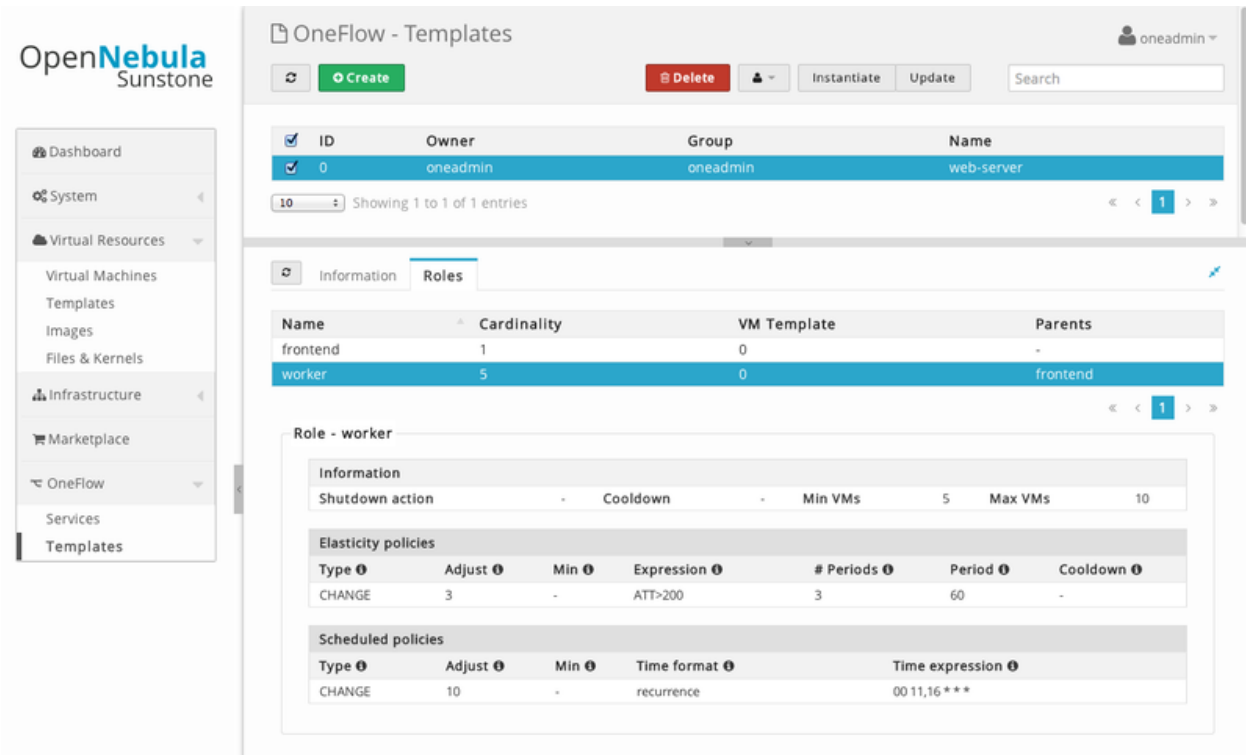 OpenNebula
Sunstone
OneFlow - Templates
oneadmin
Create
Delete
Instantiate
Update
Search
Dashboard
System
Virtual Resources
Virtual Machines
Templates
Images
Files & Kernels
Infrastructure
Marketplace
OneFlow
Services
Templates
ID Owner Group Name
0 oneadmin oneadmin web-server
10 Showing 1 to 1 of 1 entries « < 1 > »
Information Roles
Name Cardinality VM Template Parents
frontend 1 0 -
worker 5 0 frontend
« < 1 > »
Role - worker
Information
Shutdown action - Cooldown - Min VMs 5 Max VMs 10
Elasticity policies
Type Adjust Min Expression # Periods Period Cooldown
CHANGE 3 - ATT>200 3 60 -
Scheduled policies
Type Adjust Min Time format Time expression
CHANGE 10 - recurrence 00 11,16 * * *